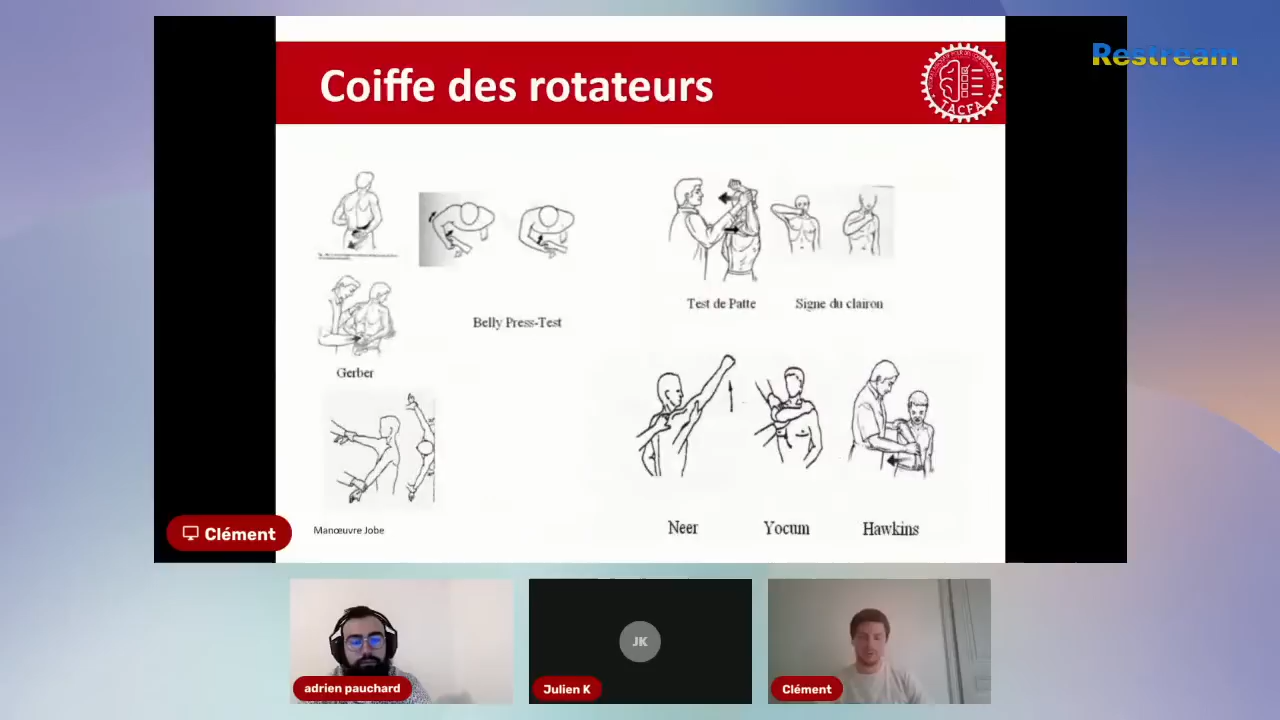 Restream
Coiffe des rotateurs
TACFA
Test de Patte
Signe du clairon
Belly Press-Test
Gerber
Manœuvre Jobe
Neer
Yocum
Hawkins
Clément
adrien pauchard
JK
Julien K
Clément